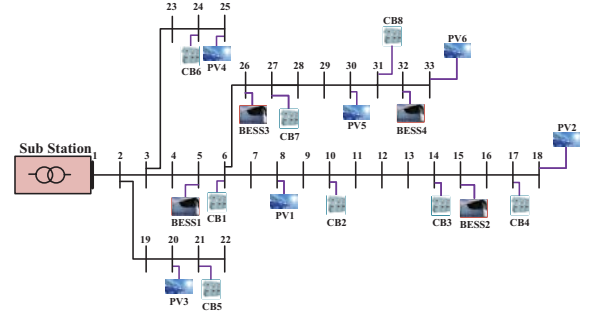 23 24 25
CB6 PV4
CB8
PV6
26 27 28 29 30 31 32 33
BESS3 CB7 PV5 BESS4
PV2
Sub Station
1 2 3 4 5 6 7 8 9 10 11 12 13 14 15 16 17 18
BESS1 CB1 PV1 CB2 CB3 BESS2 CB4
19 20 21 22
PV3 CB5